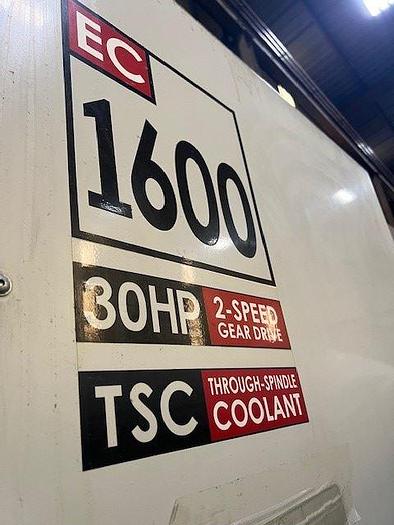 EC
1600
30HP 2-SPEED
GEAR DRIVE
TSC THROUGH-SPINDLE
COOLANT